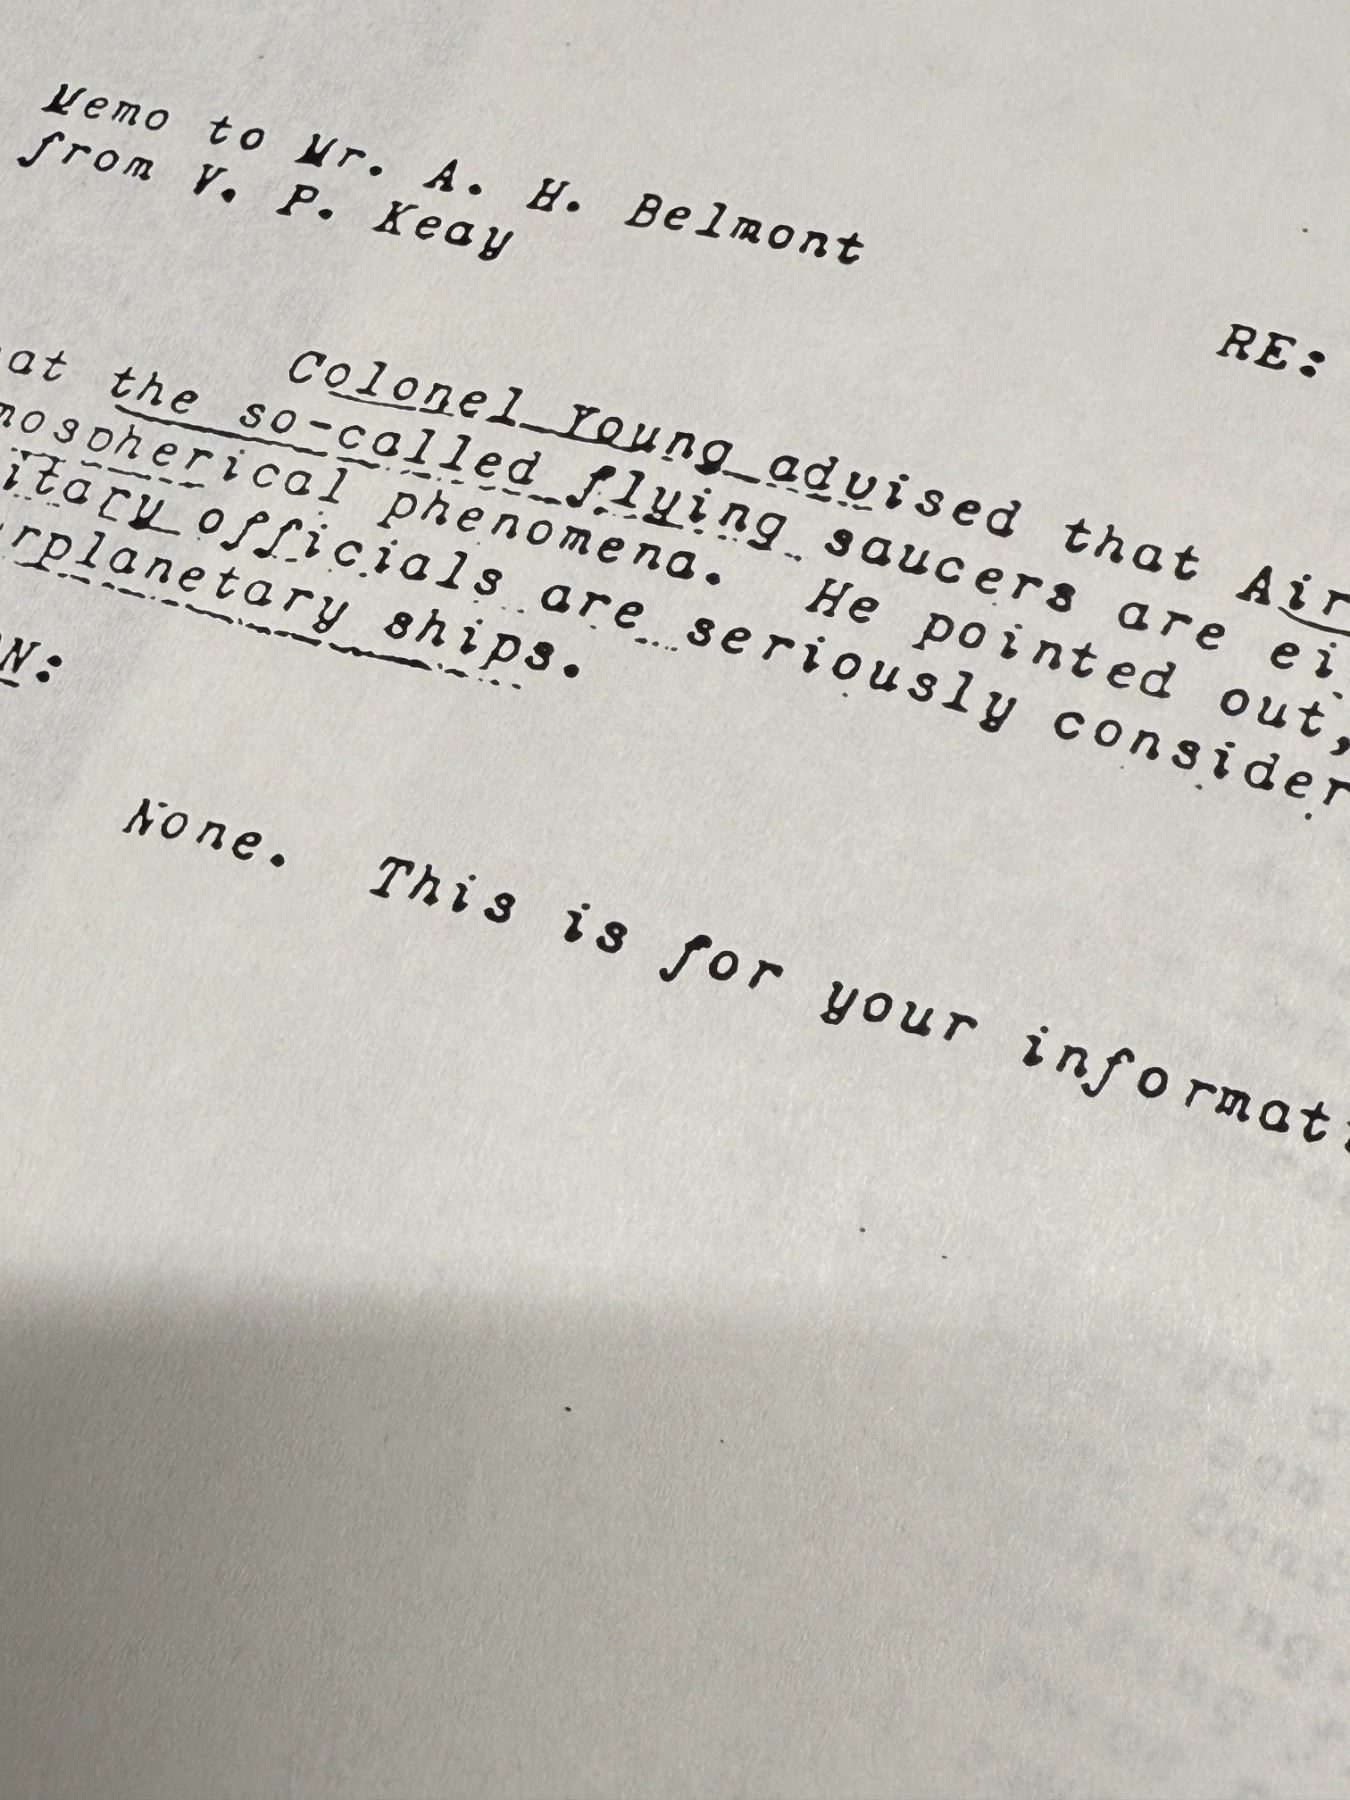 Memo to Mr. A. H. Belmont
from V. P. Keay
RE:
Colonel Young advised that Air
at the so-called flying saucers are ei
mospherical phenomena. He pointed out,
itary officials are seriously consider
rplanetary ships.
N:
None. This is for your informati